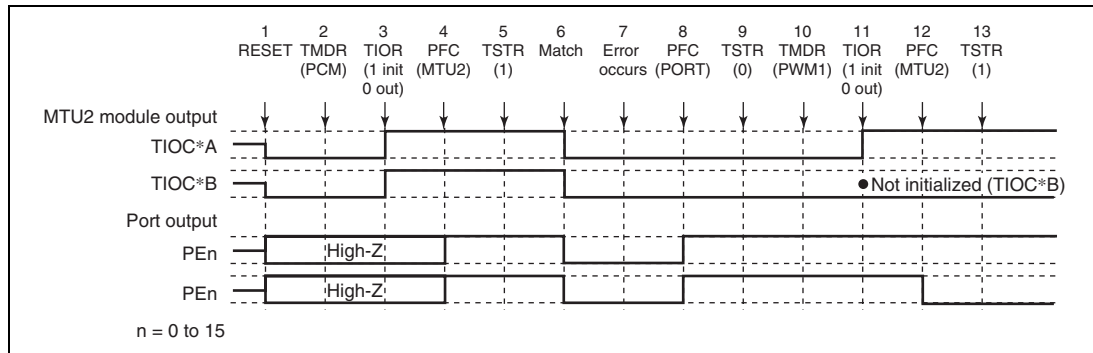 1 2 3 4 5 6 7 8 9 10 11 12 13
RESET TMDR TIOR PFC TSTR Match Error PFC TSTR TMDR TIOR PFC TSTR
(PCM) (1 init (MTU2) (1) occurs (PORT) (0) (PWM1) (1 init (MTU2) (1)
0 out) 0 out)
MTU2 module output
TIOC*A
TIOC*B
● Not initialized (TIOC*B)
Port output
PEn
High-Z
PEn
High-Z
n = 0 to 15